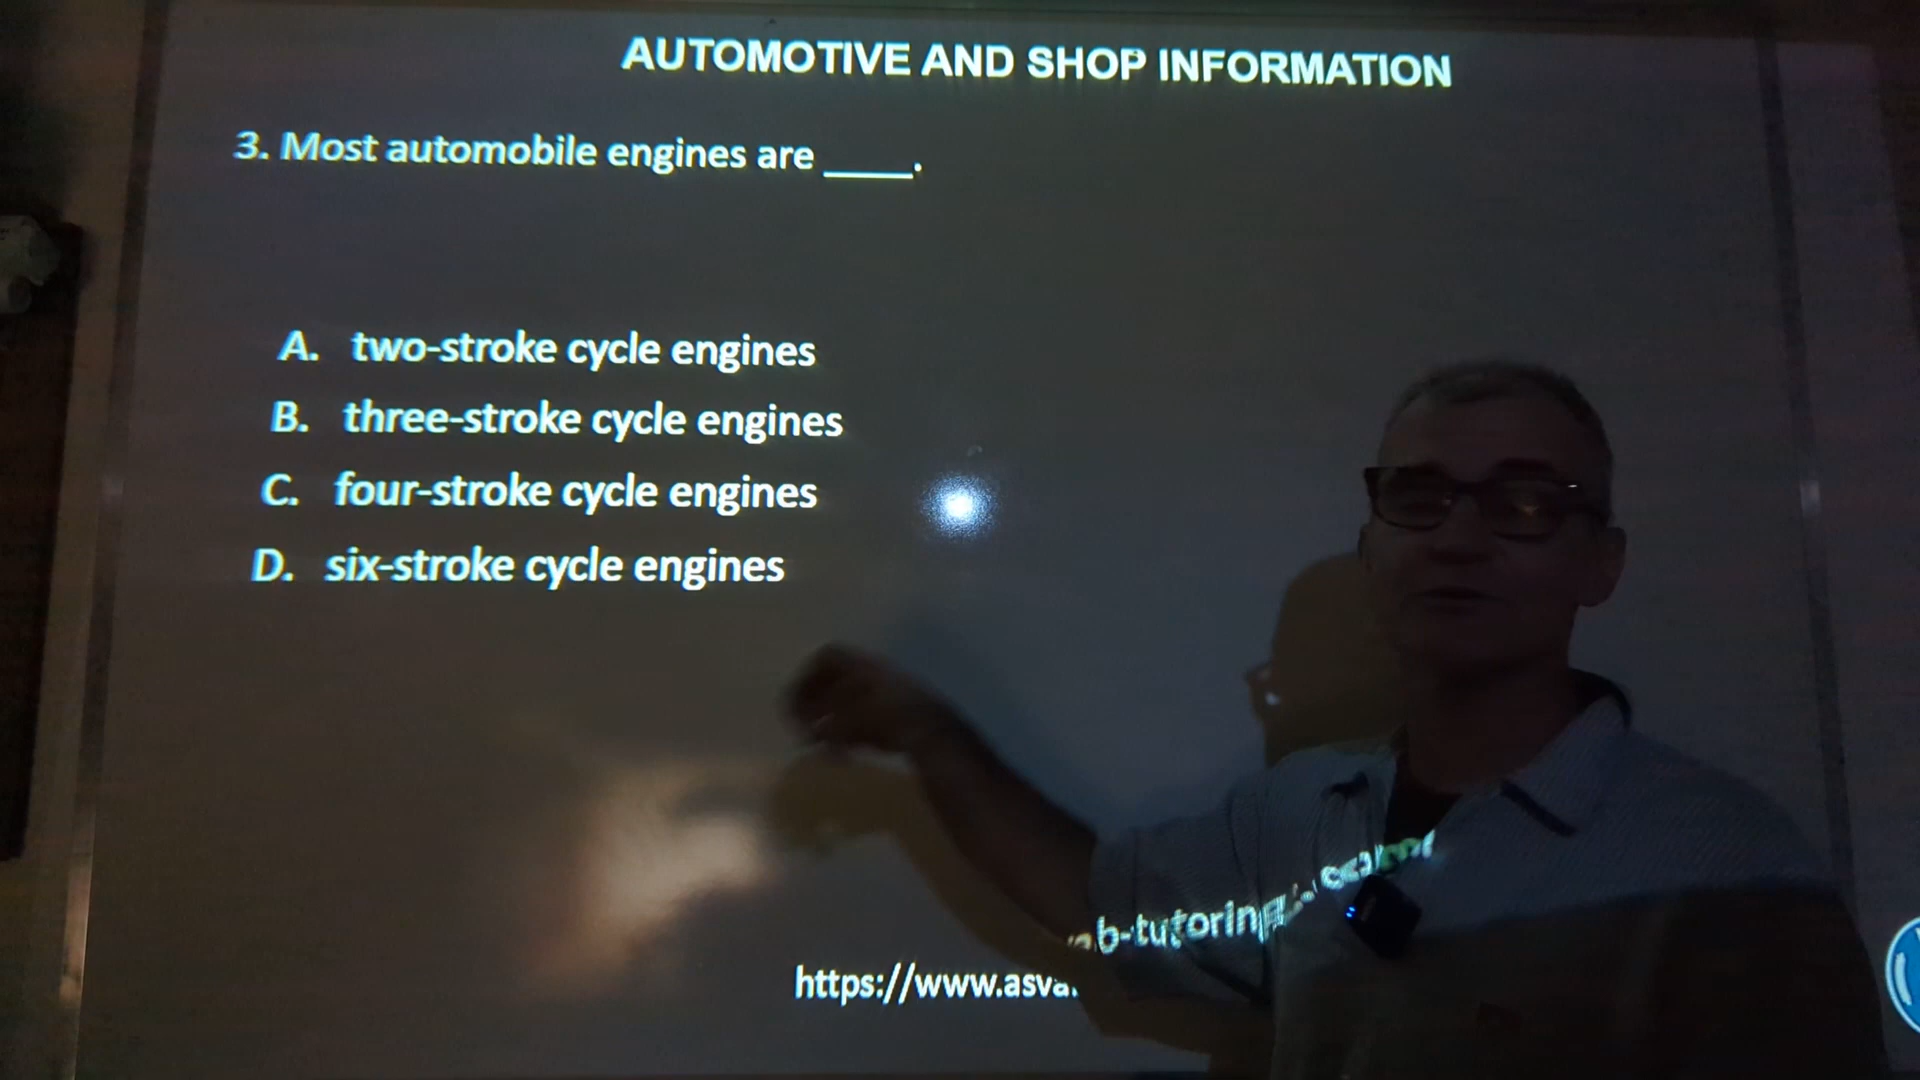 AUTOMOTIVE AND SHOP INFORMATION
3. Most automobile engines are _____.
A. two-stroke cycle engines
B. three-stroke cycle engines
C. four-stroke cycle engines
D. six-stroke cycle engines
b-tutoring
https://www.asva